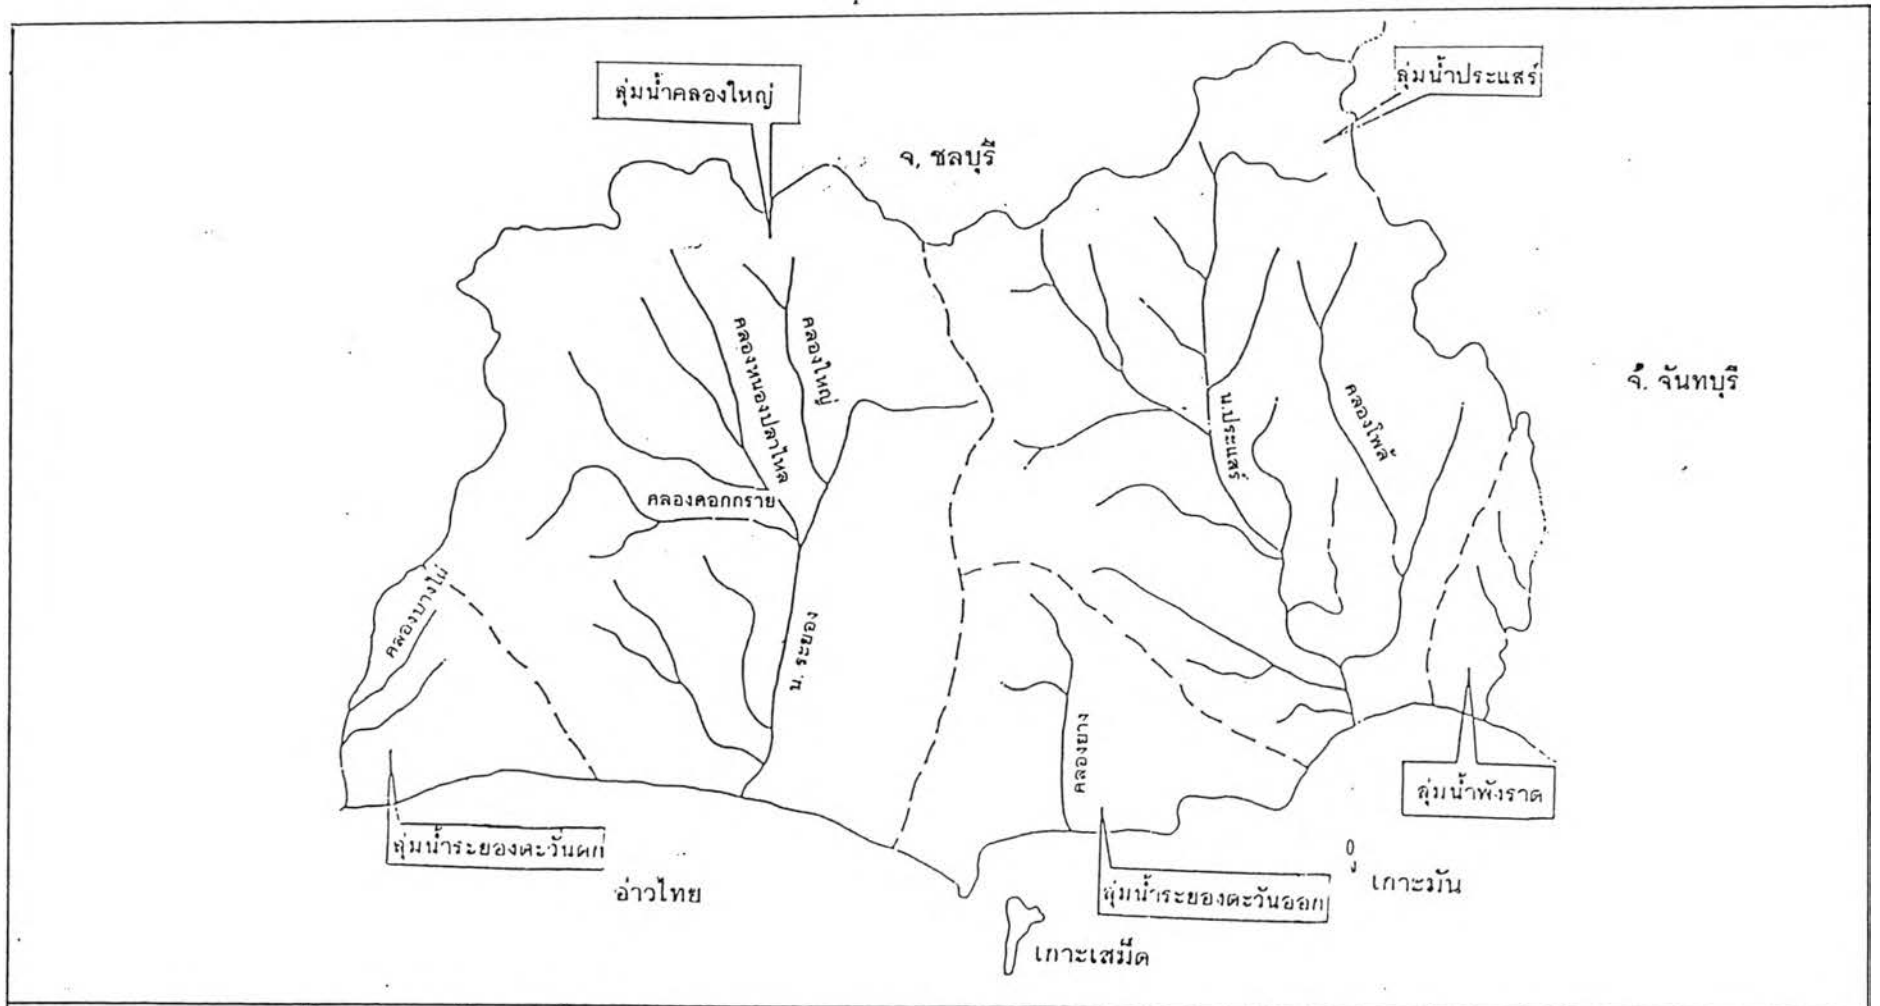 ลุ่มน้ำคลองใหญ่
ลุ่มน้ำประแสร์
จ. ชลบุรี
จ. จันทบุรี
คลองหนองปลาไหล
คลองใหญ่
น.ประแสร์
คลองโพล้
คลองดอกกราย
คลองบางไผ่
น. ระยอง
คลองยาง
ลุ่มน้ำพังราด
ลุ่มน้ำระยองตะวันตก
อ่าวไทย
ลุ่มน้ำระยองตะวันออก
เกาะมัน
เกาะเสม็ด